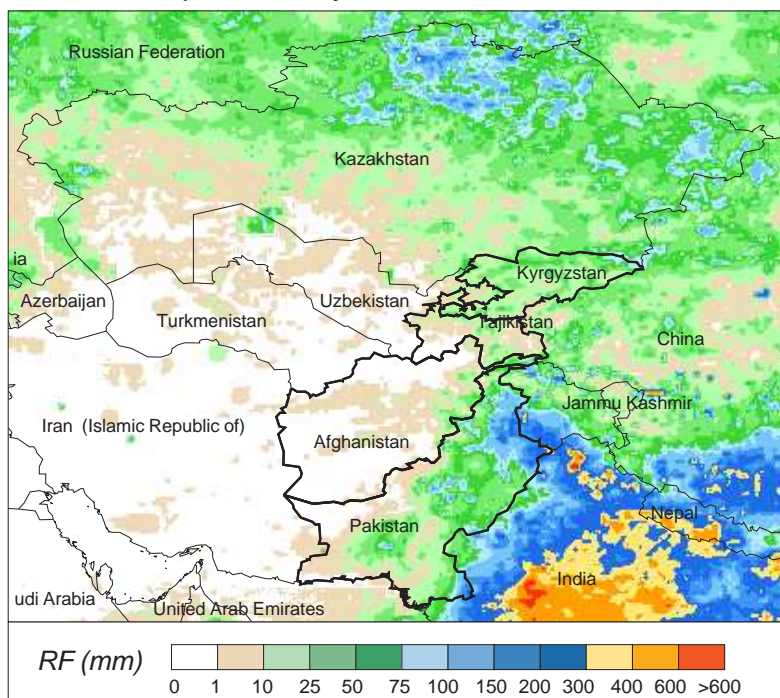 Russian Federation
Kazakhstan
ia
Kyrgyzstan
Azerbaijan
Uzbekistan
Turkmenistan
Tajikistan
China
Jammu Kashmir
Iran (Islamic Republic of)
Afghanistan
Nepal
Pakistan
India
udi Arabia
United Arab Emirates
RF (mm)
0 1 10 25 50 75 100 150 200 300 400 600 >600